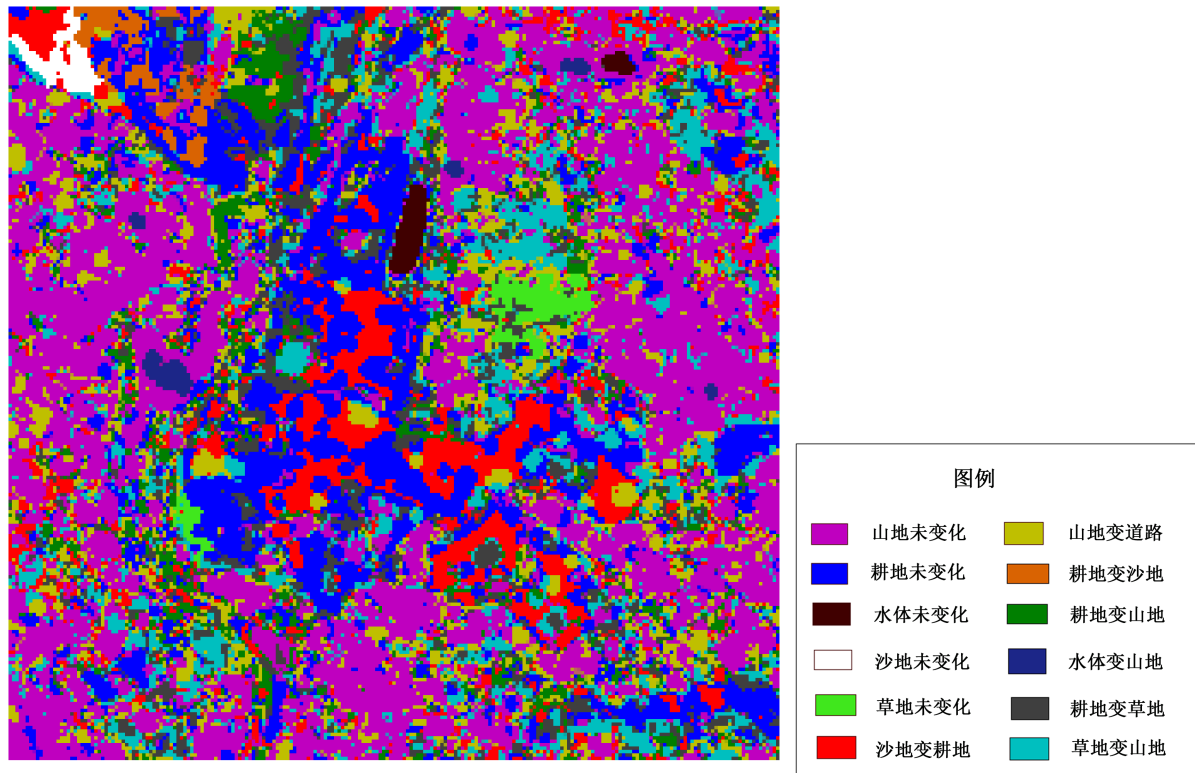 图例
山地未变化 山地变道路
耕地未变化 耕地变沙地
水体未变化 耕地变山地
沙地未变化 水体变山地
草地未变化 耕地变草地
沙地变耕地 草地变山地